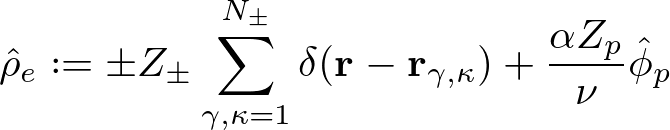 $\hat{\rho}_e := \pm Z_{\pm} \sum_{\gamma,\kappa=1}^{N_{\pm}} \delta(\mathbf{r} - \mathbf{r}_{\gamma,\kappa}) + \frac{\alpha Z_p}{\nu} \hat{\phi}_p$